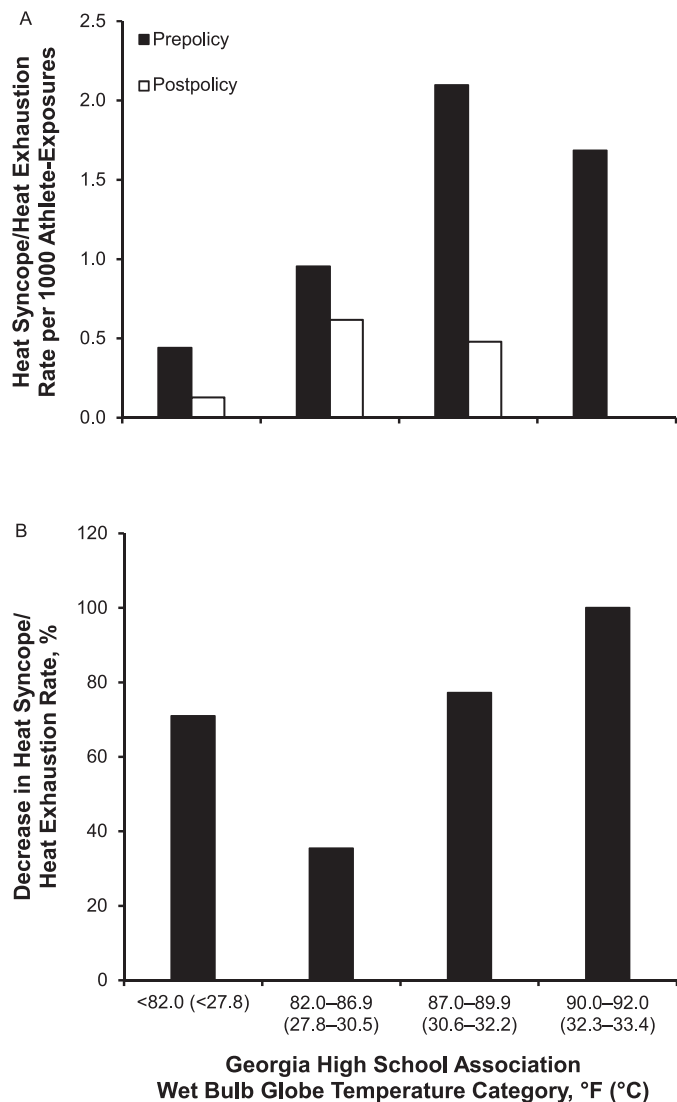 A
Heat Syncope/Heat Exhaustion
Rate per 1000 Athlete-Exposures
2.5
2.0
1.5
1.0
0.5
0.0
Prepolicy
Postpolicy
B
Decrease in Heat Syncope/
Heat Exhaustion Rate, %
120
100
80
60
40
20
0
<82.0 (<27.8)
82.0–86.9
(27.8–30.5)
87.0–89.9
(30.6–32.2)
90.0–92.0
(32.3–33.4)
Georgia High School Association
Wet Bulb Globe Temperature Category, °F (°C)